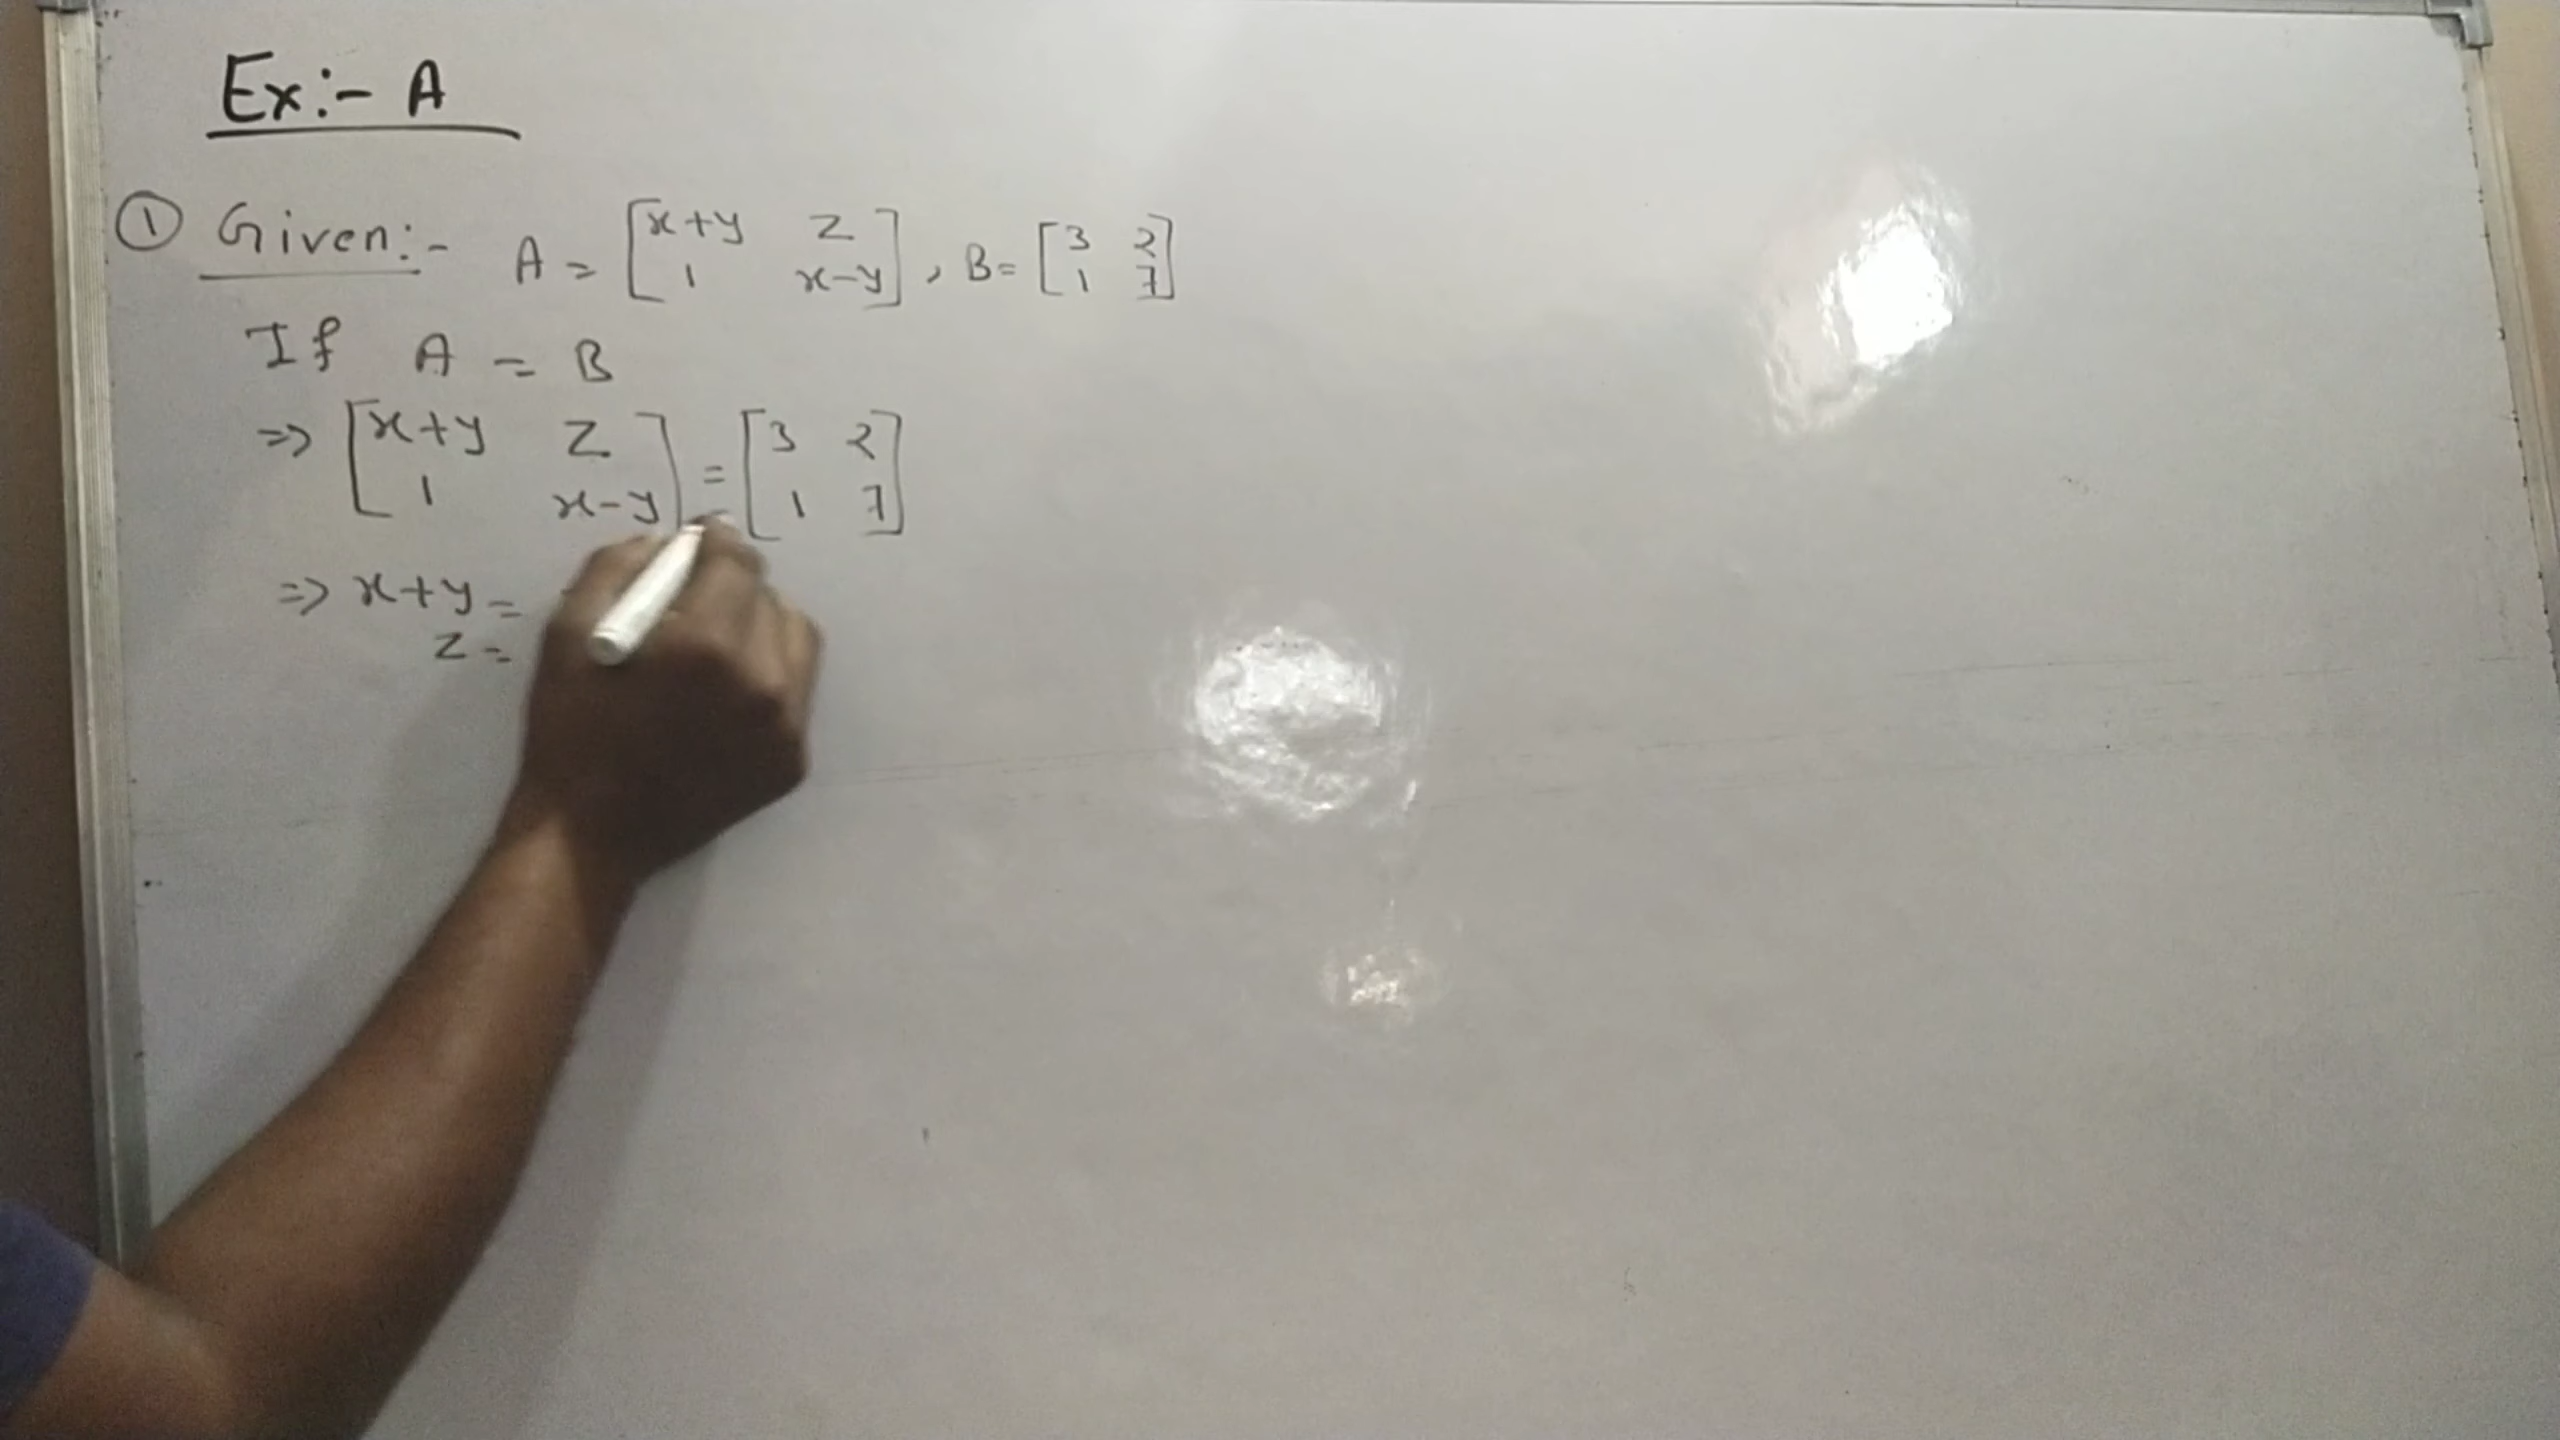 Ex:- A
① Given:- A = [x+y z; 1 x-y], B = [3 2; 1 7]
If A = B
=> [x+y z; 1 x-y] = [3 2; 1 7]
=> x+y =
z =